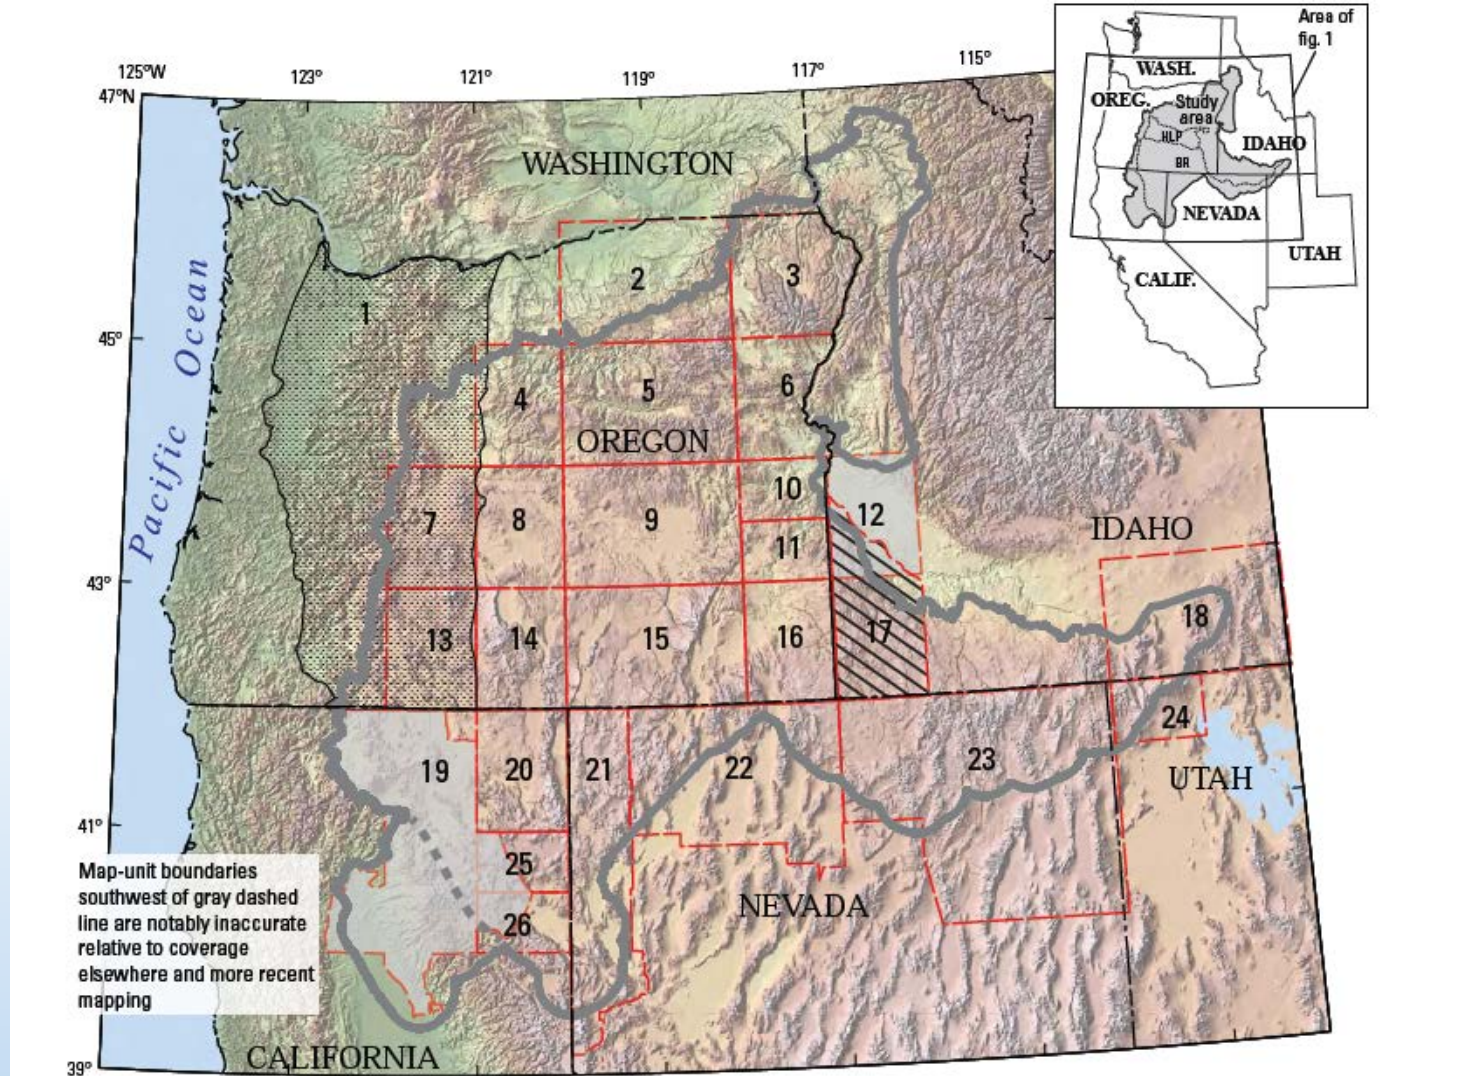 125°W
123°
121°
119°
117°
115°
47°N
45°
43°
41°
39°
Pacific Ocean
WASHINGTON
OREGON
IDAHO
UTAH
NEVADA
CALIFORNIA
1
2
3
4
5
6
7
8
9
10
11
12
13
14
15
16
17
18
19
20
21
22
23
24
25
26
Map-unit boundaries
southwest of gray dashed
line are notably inaccurate
relative to coverage
elsewhere and more recent
mapping
Area of
fig. 1
WASH.
OREG.
Study
area
HLP
IDAHO
BR
NEVADA
UTAH
CALIF.